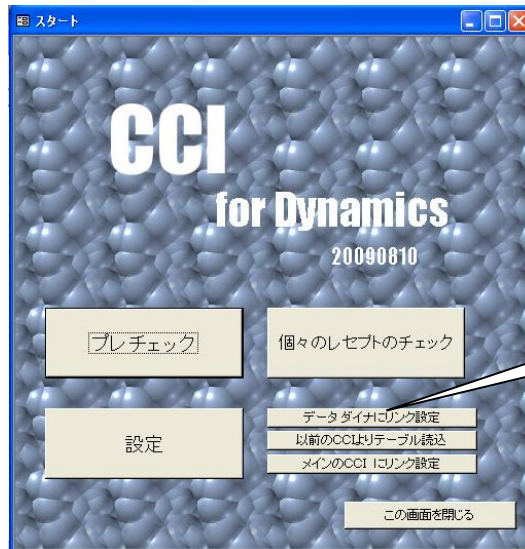 スタート
CCI
for Dynamics
20090810
プレチェック
個々のレセプトのチェック
設定
データダイナにリンク設定
以前のCCIよりテーブル読込
メインのCCI にリンク設定
この画面を閉じる